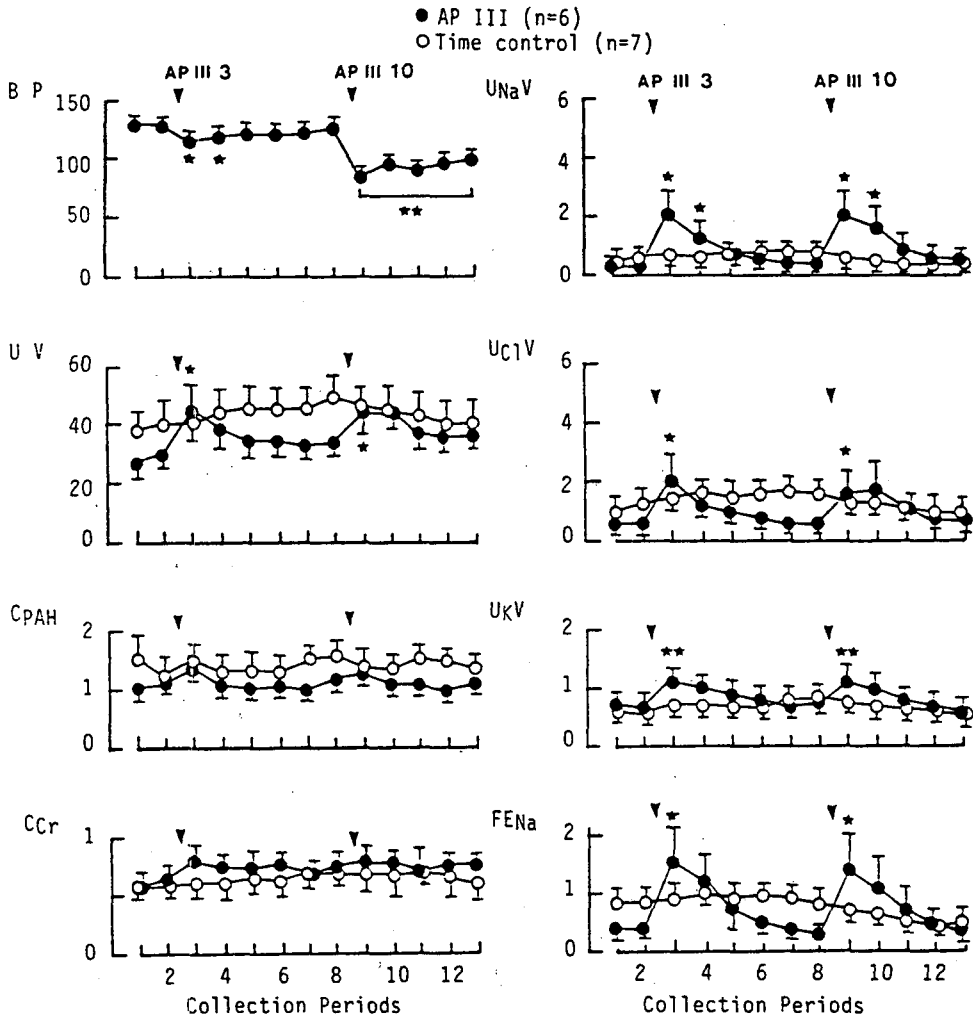 ● AP III (n=6)
○ Time control (n=7)
AP III 3 AP III 10
B P
150
100
50
0
★ ★
★★
AP III 3 AP III 10
UNaV
6
4
2
0
★ ★ ★ ★
U V
60
40
20
0
★
★
UClV
6
4
2
0
★ ★
CPAH
2
1
0
UKV
2
1
0
★★ ★★
CCr
1
0
2 4 6 8 10 12
Collection Periods
FENa
2
1
0
★ ★
2 4 6 8 10 12
Collection Periods